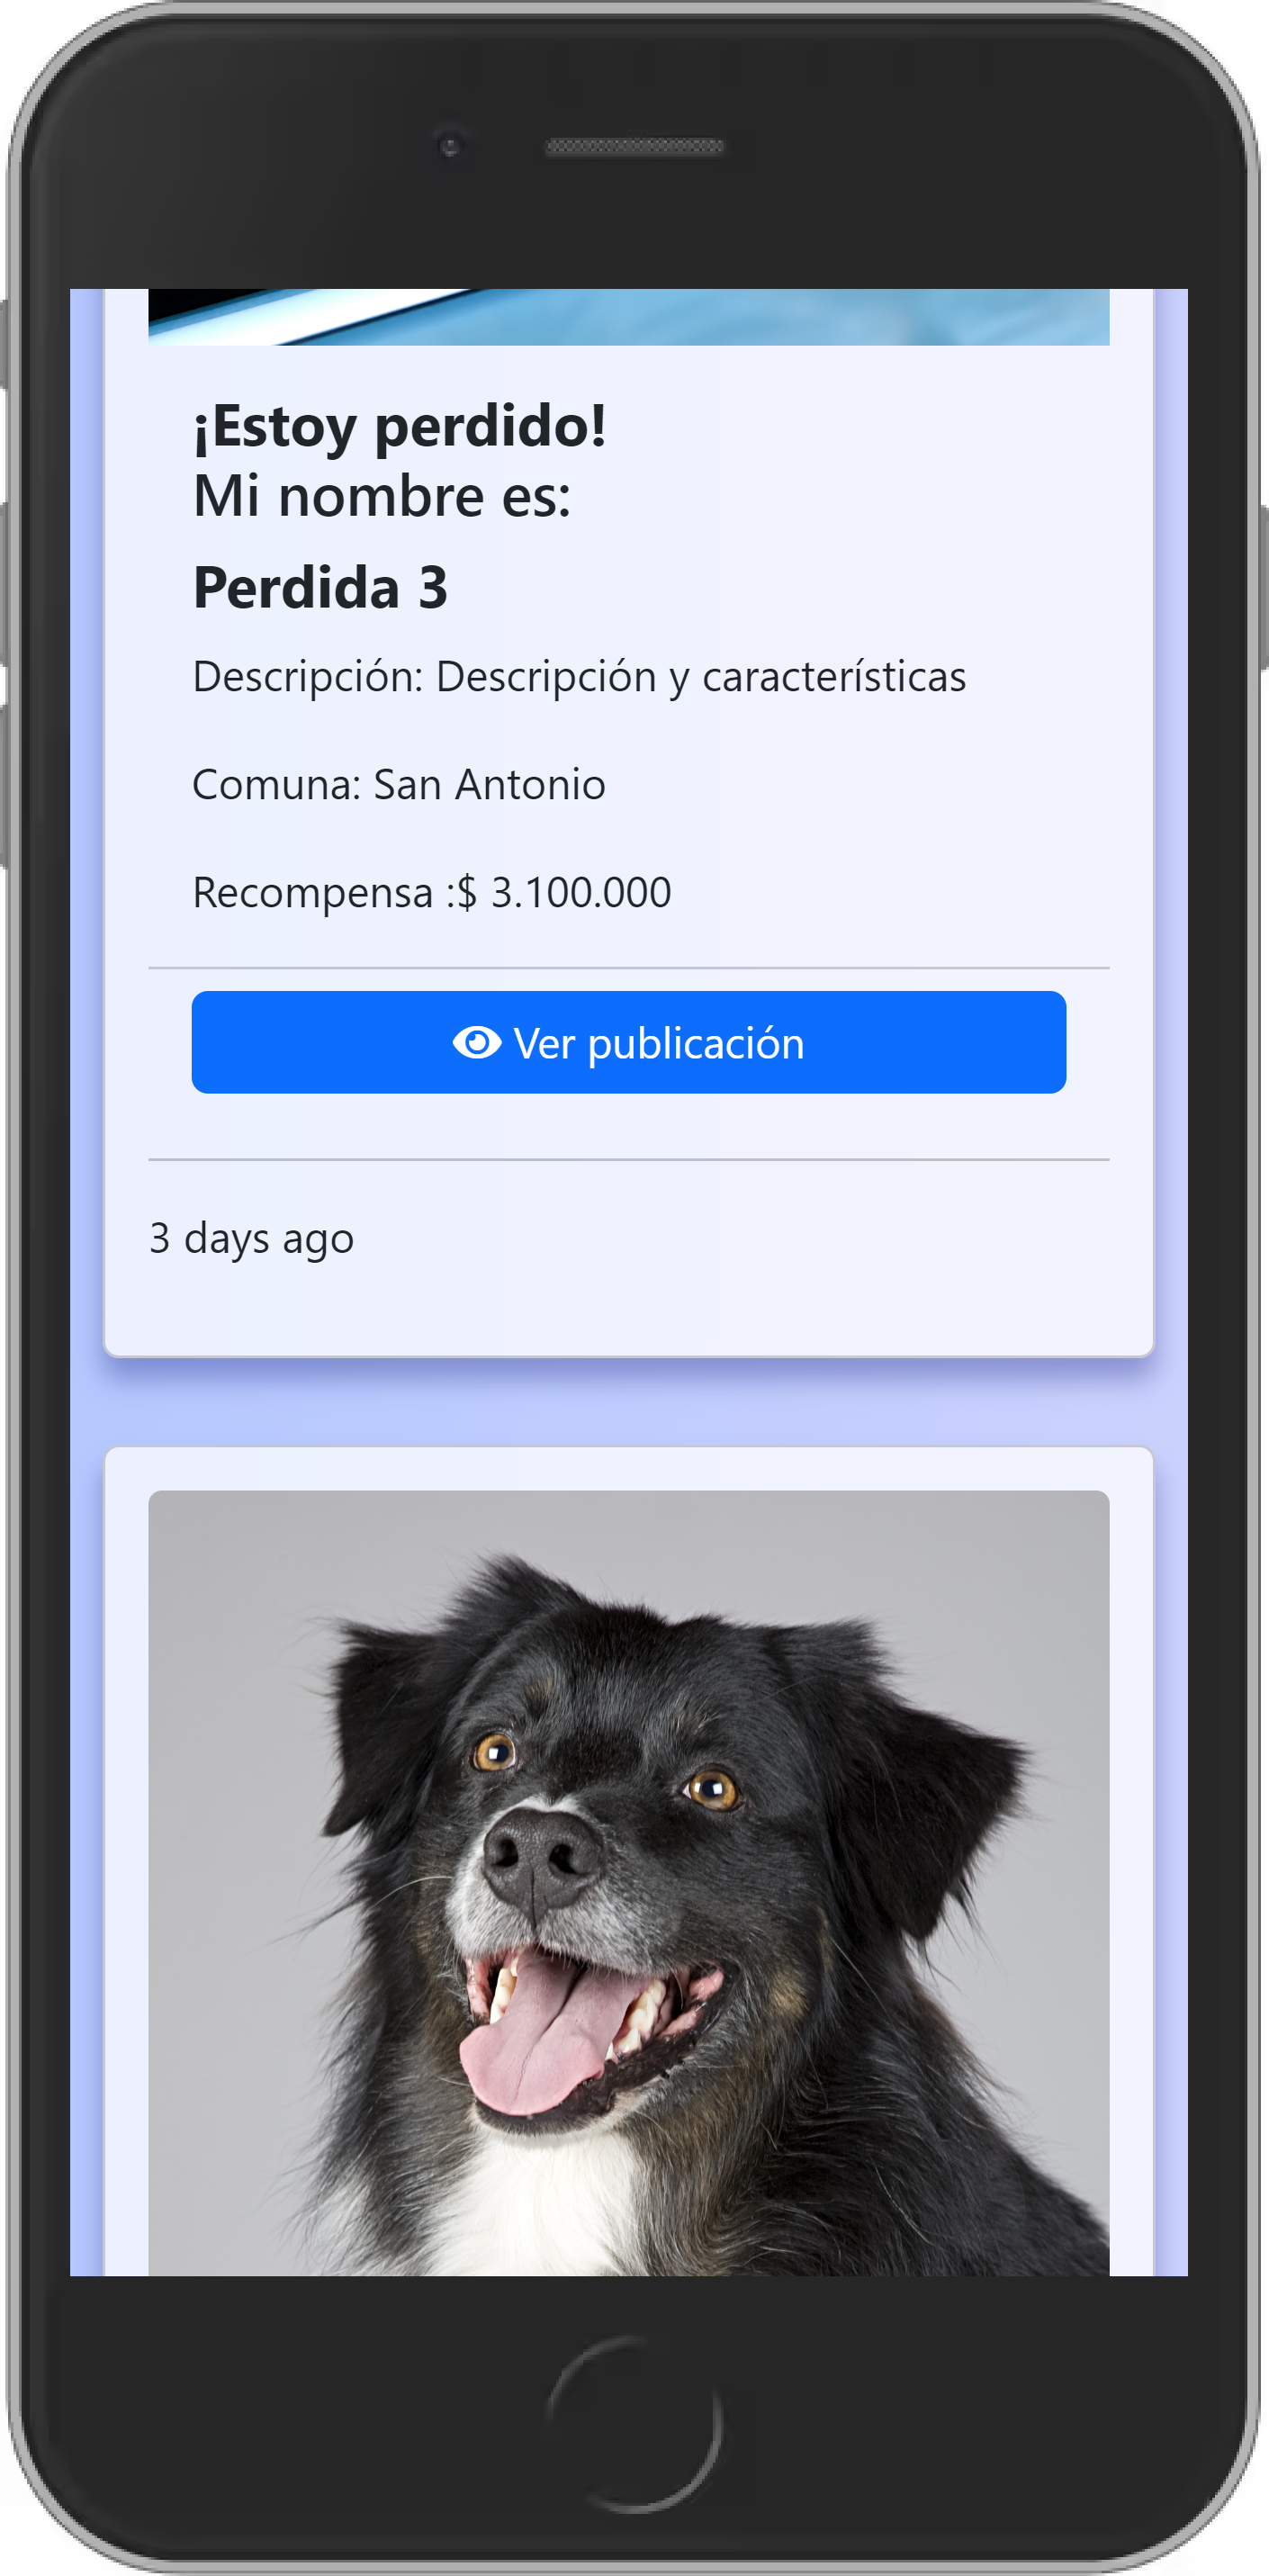 ¡Estoy perdido!
Mi nombre es:
Perdida 3
Descripción: Descripción y características
Comuna: San Antonio
Recompensa :$ 3.100.000
Ver publicación
3 days ago